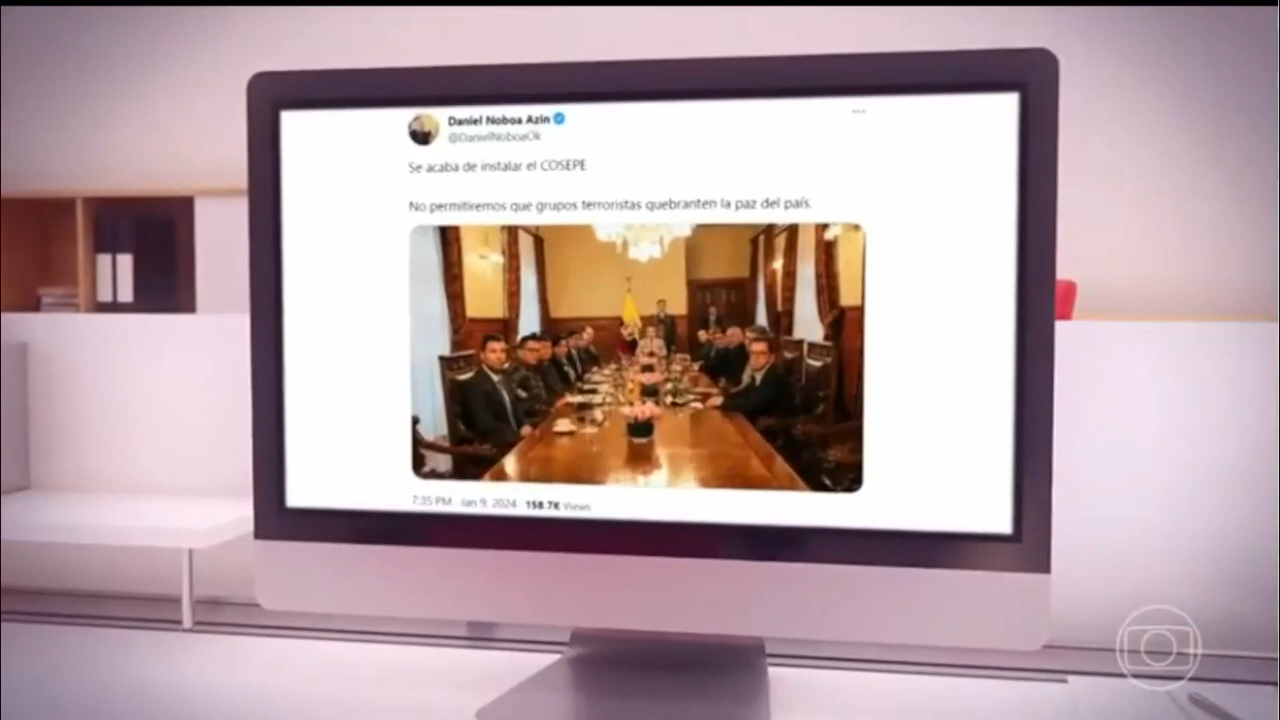 Daniel Noboa Azin
@DanielNoboaOk
Se acaba de instalar el COSEPE
No permitiremos que grupos terroristas quebranten la paz del país.
7:35 PM · Jan 9, 2024 · 158.7K Views